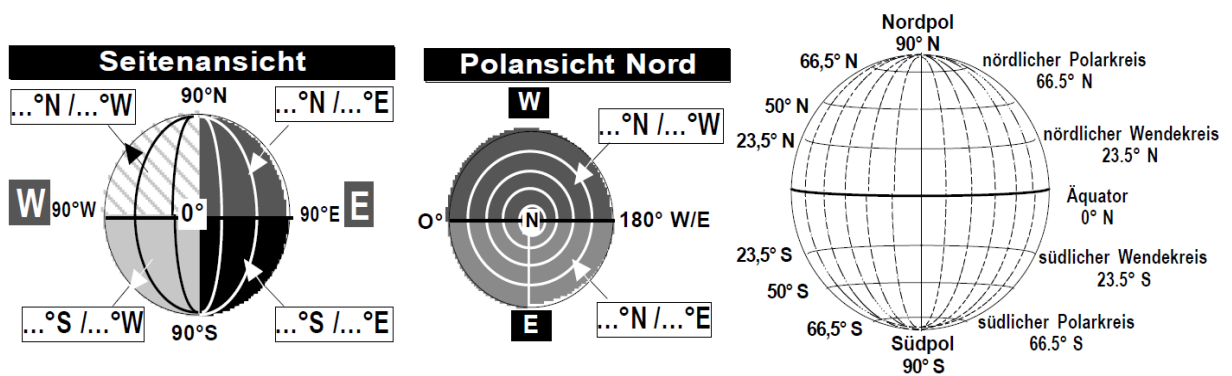 Seitenansicht
...°N /...°W
90°N
...°N /...°E
W
90°W
0°
90°E
E
...°S /...°W
90°S
...°S /...°E
Polansicht Nord
W
...°N /...°W
O°
N
180° W/E
E
...°N /...°E
Nordpol
90° N
66,5° N
nördlicher Polarkreis
66.5° N
50° N
23,5° N
nördlicher Wendekreis
23.5° N
Äquator
0° N
23,5° S
südlicher Wendekreis
23.5° S
50° S
66,5° S
südlicher Polarkreis
66.5° S
Südpol
90° S